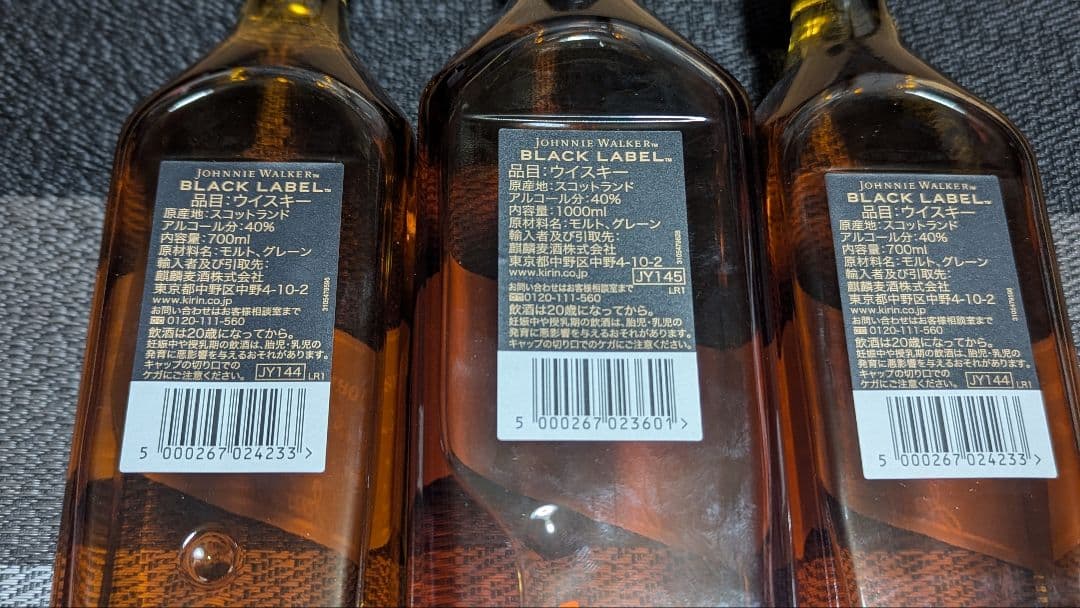 JOHNNIE WALKER™
BLACK LABEL™
品目:ウイスキー
原産地:スコットランド
アルコール分:40%
内容量:700ml
原材料名:モルト、グレーン
輸入者及び引取先:
麒麟麦酒株式会社
東京都中野区中野4-10-2
www.kirin.co.jp
お問い合わせはお客様相談室まで
0120-111-560
飲酒は20歳になってから。
妊娠中や授乳期の飲酒は、胎児・乳児の
発育に悪影響を与えるおそれがあります。
キャップの切り口での
ケガにご注意ください。 JY144 LR1
5 000267 024233 >
JOHNNIE WALKER™
BLACK LABEL™
品目:ウイスキー
原産地:スコットランド
アルコール分:40%
内容量:1000ml
原材料名:モルト、グレーン
輸入者及び引取先:
麒麟麦酒株式会社
東京都中野区中野4-10-2
www.kirin.co.jp JY145
お問い合わせはお客様相談室まで LR1
0120-111-560
飲酒は20歳になってから。
妊娠中や授乳期の飲酒は、胎児・乳児の
発育に悪影響を与えるおそれがあります。
キャップの切り口でのケガにご注意ください。
5 000267 023601 >
JOHNNIE WALKER™
BLACK LABEL™
品目:ウイスキー
原産地:スコットランド
アルコール分:40%
内容量:700ml
原材料名:モルト、グレーン
輸入者及び引取先:
麒麟麦酒株式会社
東京都中野区中野4-10-2
www.kirin.co.jp
お問い合わせはお客様相談室まで
0120-111-560
飲酒は20歳になってから。
妊娠中や授乳期の飲酒は、胎児・乳児の
発育に悪影響を与えるおそれがあります。
キャップの切り口での
ケガにご注意ください。 JY144 LR1
5 000267 024233 >